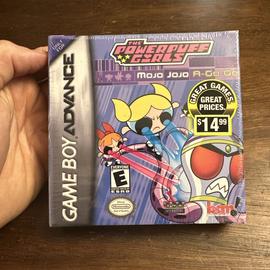 THE
POWERPUFF
GIRLS
MOJO JOJO A-GO-GO
GAME BOY ADVANCE
GREAT GAMES
GREAT
PRICES.
$14.99
EVERYONE
E
ESRB
Nintendo
bam!